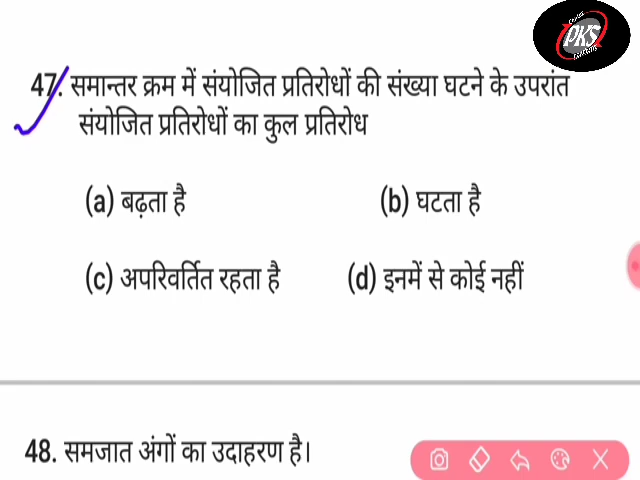 PKS
47. समान्तर क्रम में संयोजित प्रतिरोधों की संख्या घटने के उपरांत
संयोजित प्रतिरोधों का कुल प्रतिरोध
(a) बढ़ता है (b) घटता है
(c) अपरिवर्तित रहता है (d) इनमें से कोई नहीं
48. समजात अंगों का उदाहरण है।